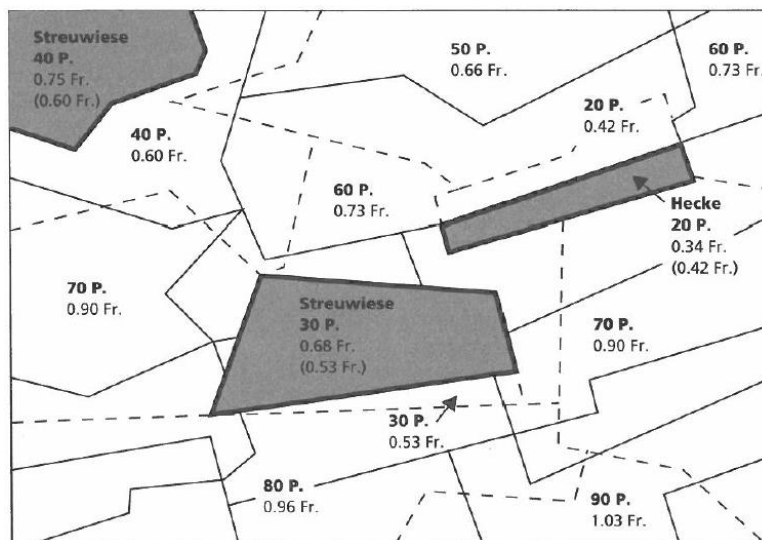 Streuwiese
40 P.
0.75 Fr.
(0.60 Fr.)
50 P.
0.66 Fr.
60 P.
0.73 Fr.
20 P.
0.42 Fr.
40 P.
0.60 Fr.
60 P.
0.73 Fr.
Hecke
20 P.
0.34 Fr.
(0.42 Fr.)
70 P.
0.90 Fr.
Streuwiese
30 P.
0.68 Fr.
(0.53 Fr.)
70 P.
0.90 Fr.
30 P.
0.53 Fr.
80 P.
0.96 Fr.
90 P.
1.03 Fr.